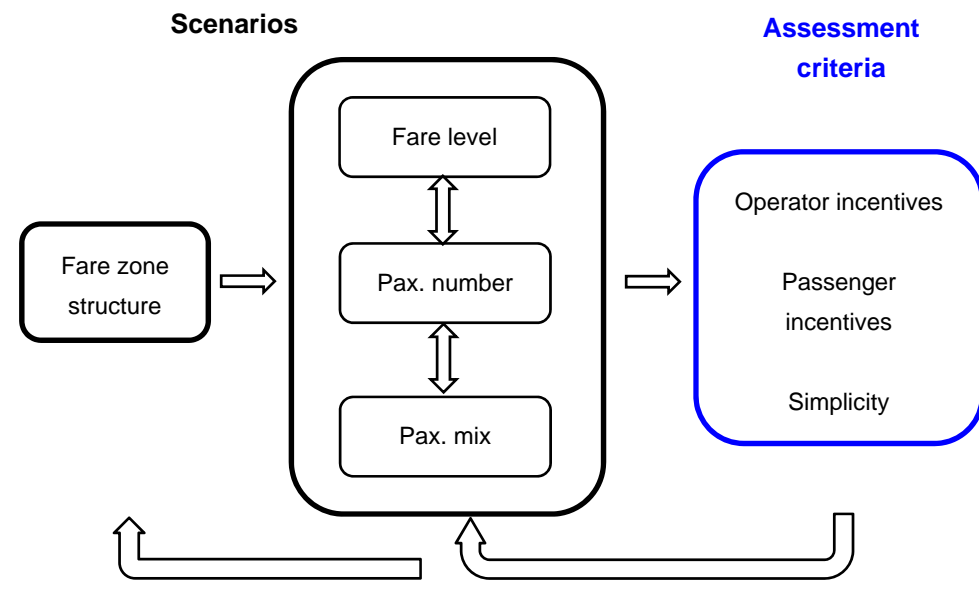 Scenarios
Assessment
criteria
Fare level
Operator incentives
Fare zone
structure
Pax. number
Passenger
incentives
Pax. mix
Simplicity